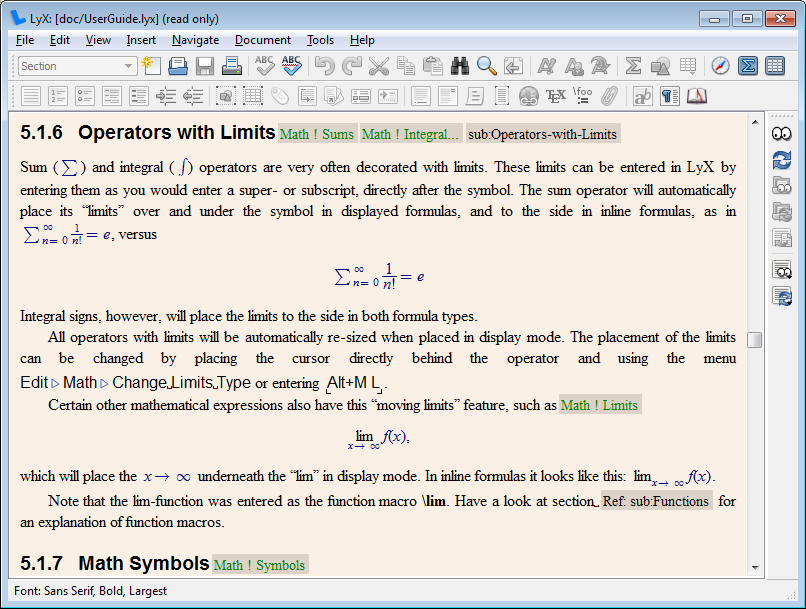 LyX: [doc/UserGuide.lyx] (read only)
File Edit View Insert Navigate Document Tools Help
Section
ABC ABC
TEX \foo ab
5.1.6 Operators with Limits Math ! Sums Math ! Integral... sub:Operators-with-Limits
Sum (∑) and integral (∫) operators are very often decorated with limits. These limits can be entered in LyX by
entering them as you would enter a super- or subscript, directly after the symbol. The sum operator will automatically
place its “limits” over and under the symbol in displayed formulas, and to the side in inline formulas, as in
∑ ∞ n= 0 1/n! = e, versus
∑ ∞ n= 0 1/n! = e
Integral signs, however, will place the limits to the side in both formula types.
All operators with limits will be automatically re-sized when placed in display mode. The placement of the limits
can be changed by placing the cursor directly behind the operator and using the menu
Edit ▷ Math ▷ Change Limits Type or entering Alt+M L.
Certain other mathematical expressions also have this “moving limits” feature, such as Math ! Limits
lim x→ ∞ f(x),
which will place the x→ ∞ underneath the “lim” in display mode. In inline formulas it looks like this: lim x→ ∞ f(x).
Note that the lim-function was entered as the function macro \lim. Have a look at section Ref: sub:Functions for
an explanation of function macros.
5.1.7 Math Symbols Math ! Symbols
Font: Sans Serif, Bold, Largest